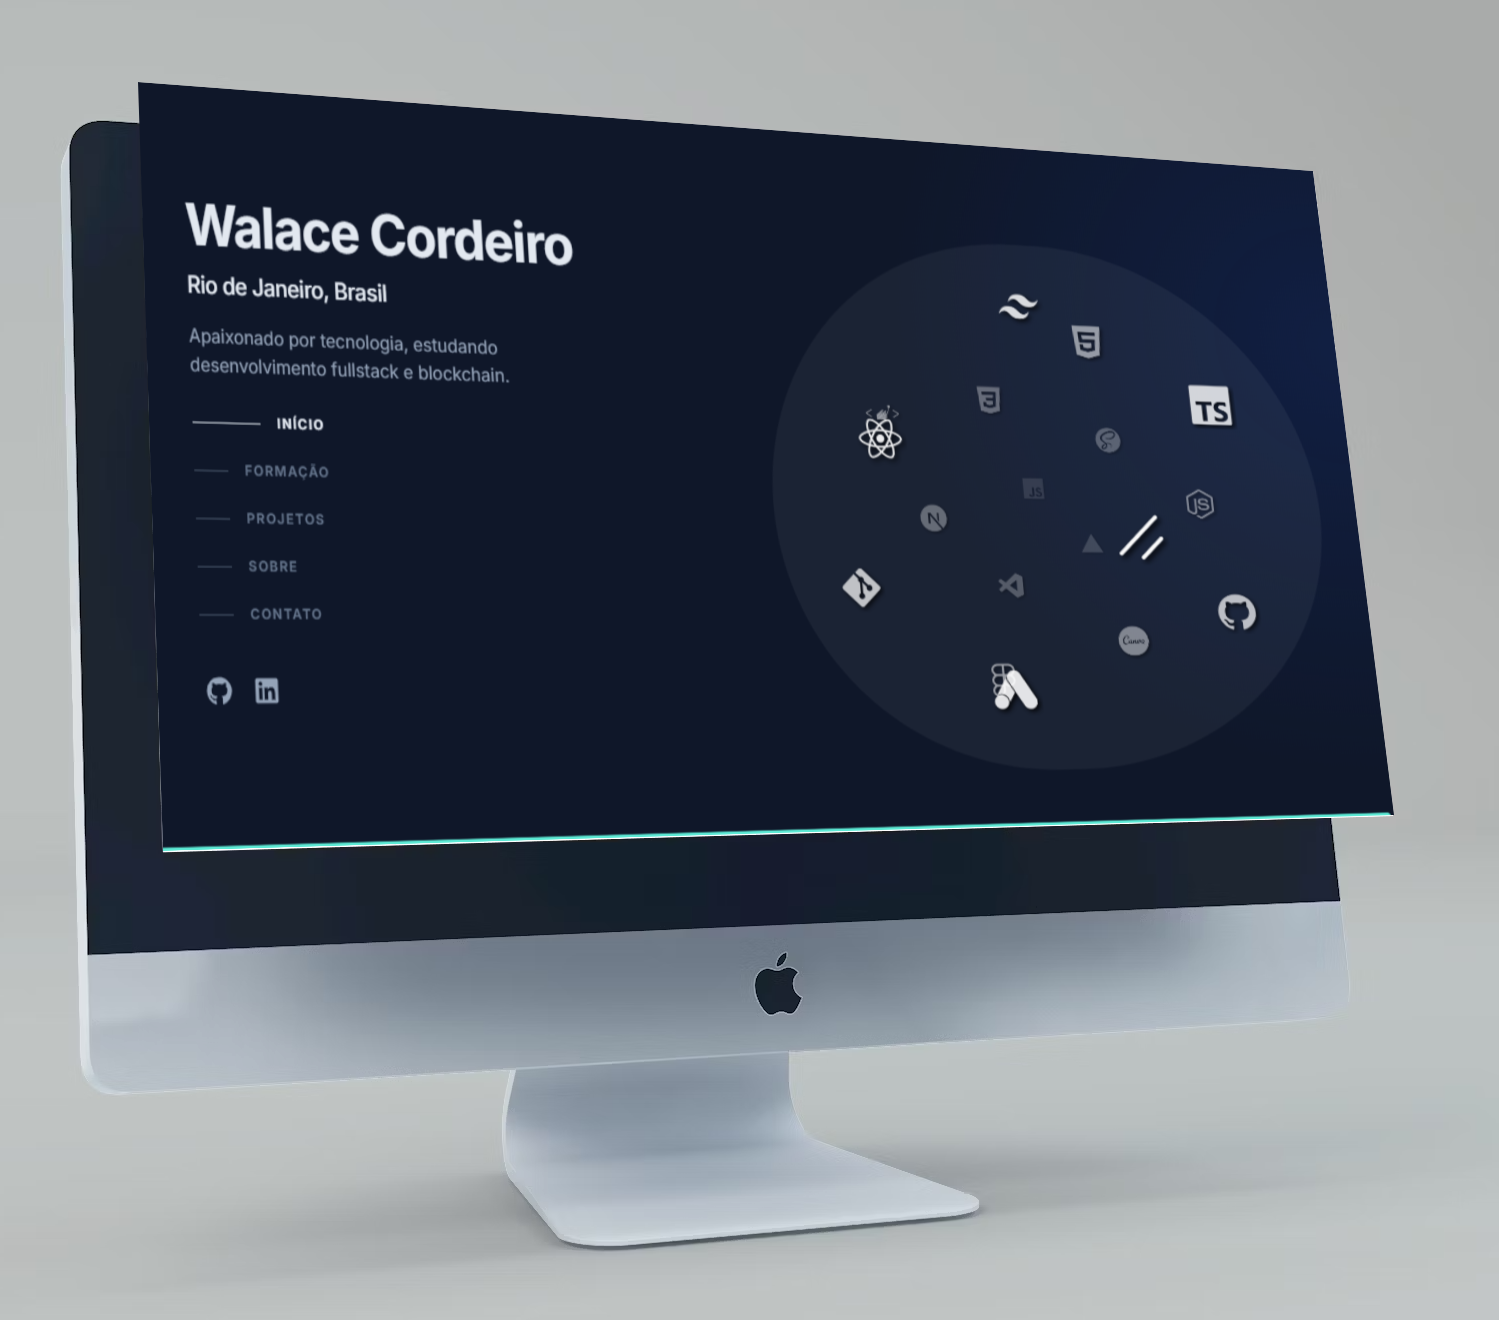 Walace Cordeiro
Rio de Janeiro, Brasil
Apaixonado por tecnologia, estudando
desenvolvimento fullstack e blockchain.
INÍCIO
FORMAÇÃO
PROJETOS
SOBRE
CONTATO
in
5
3
TS
S
JS
JS
N
Canva